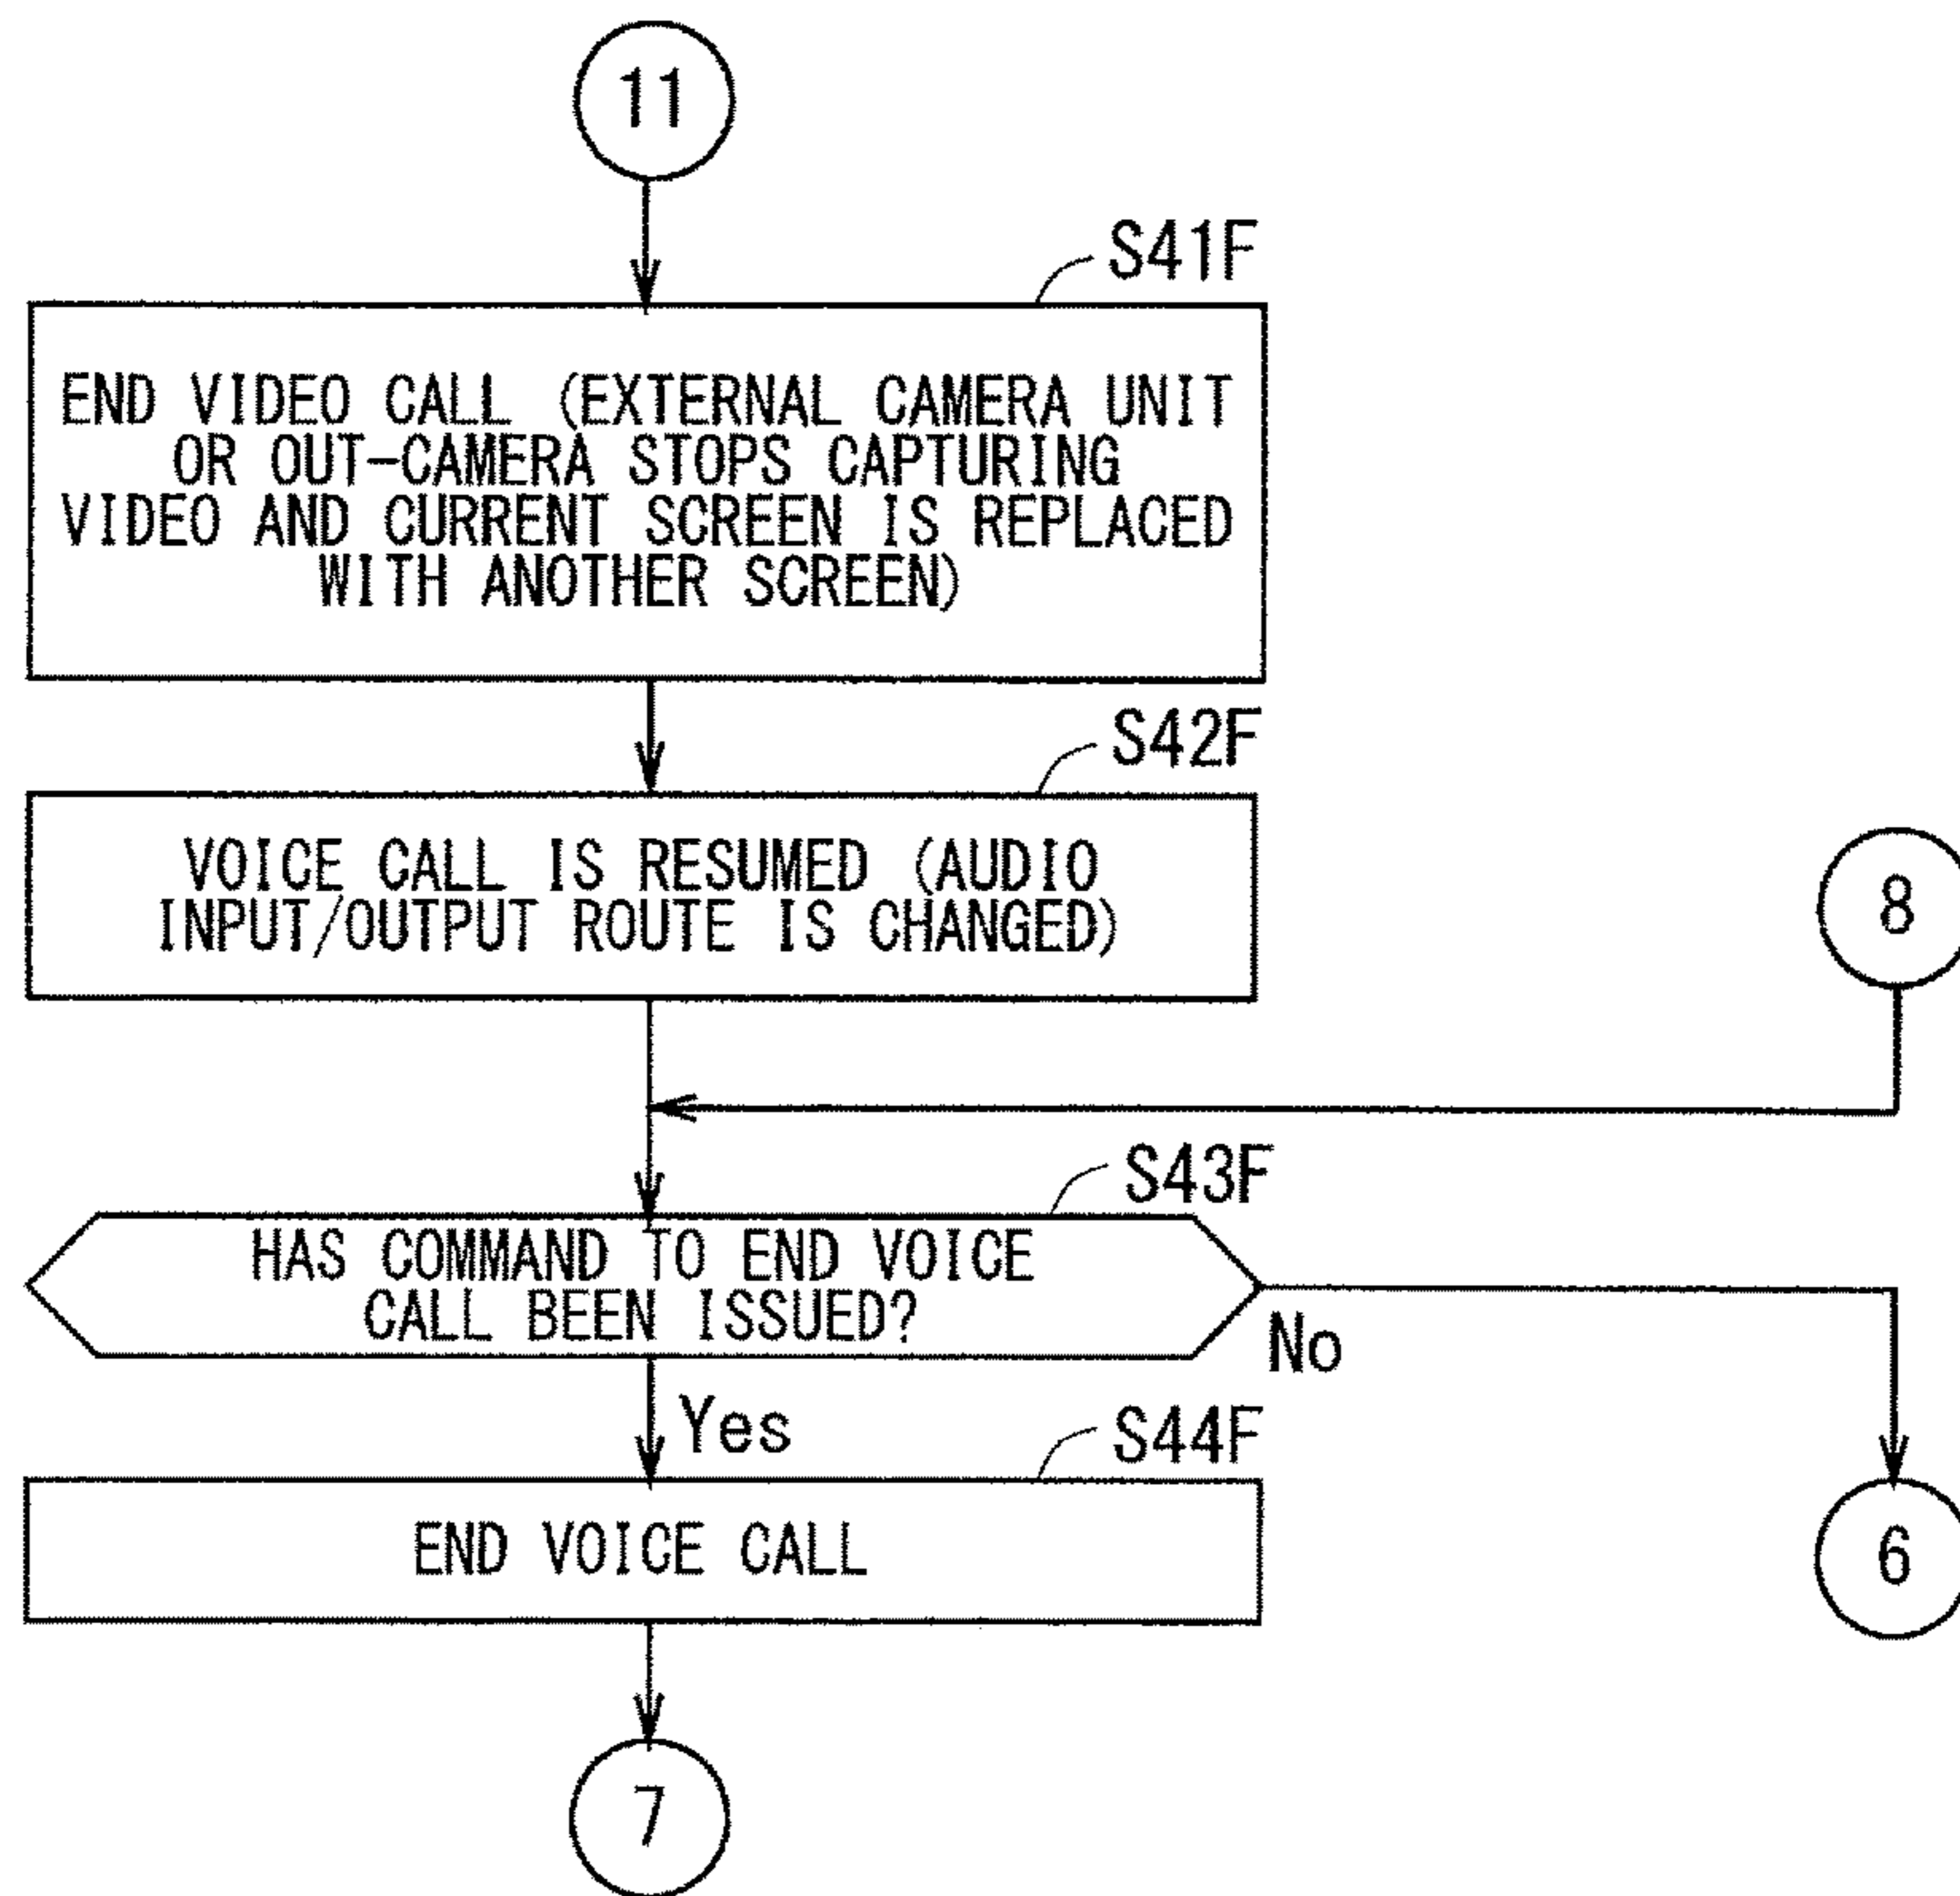 11
S41F
END VIDEO CALL (EXTERNAL CAMERA UNIT
OR OUT-CAMERA STOPS CAPTURING
VIDEO AND CURRENT SCREEN IS REPLACED
WITH ANOTHER SCREEN)
S42F
VOICE CALL IS RESUMED (AUDIO
INPUT/OUTPUT ROUTE IS CHANGED)
8
S43F
HAS COMMAND TO END VOICE
CALL BEEN ISSUED?
No
Yes
S44F
END VOICE CALL
6
7